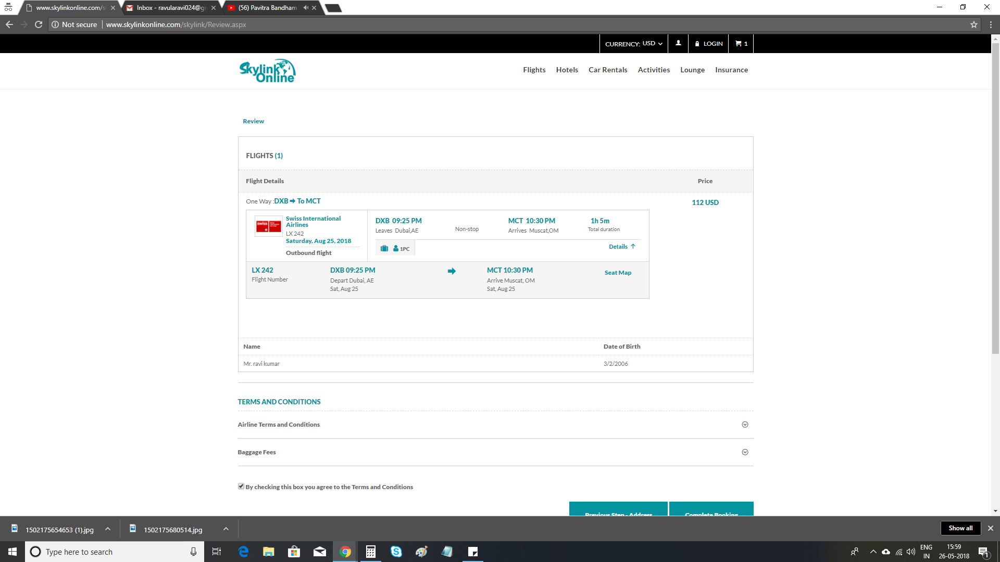 www.skylinkonline.com/s
Inbox - ravularavi024@g
(56) Pavitra Bandham
Not secure
www.skylinkonline.com/skylink/Review.aspx
CURRENCY: USD
LOGIN
1
Skylink
Online
Flights Hotels Car Rentals Activities Lounge Insurance
Review
FLIGHTS (1)
Flight Details Price
One Way :DXB To MCT 112 USD
swiss
Swiss International
Airlines
LX 242
Saturday, Aug 25, 2018
Outbound flight
DXB 09:25 PM
Leaves Dubai,AE
Non-stop
MCT 10:30 PM
Arrives Muscat,OM
1h 5m
Total duration
1PC
Details
LX 242
Flight Number
DXB 09:25 PM
Depart Dubai, AE
Sat, Aug 25
MCT 10:30 PM
Arrive Muscat, OM
Sat, Aug 25
Seat Map
Name Date of Birth
Mr. ravi kumar 3/2/2006
TERMS AND CONDITIONS
Airline Terms and Conditions
Baggage Fees
By checking this box you agree to the Terms and Conditions
Previous Step - Address Complete Booking
1502175654653 (1).jpg
1502175680514.jpg
Show all
Type here to search
ENG
IN
15:59
26-05-2018
1